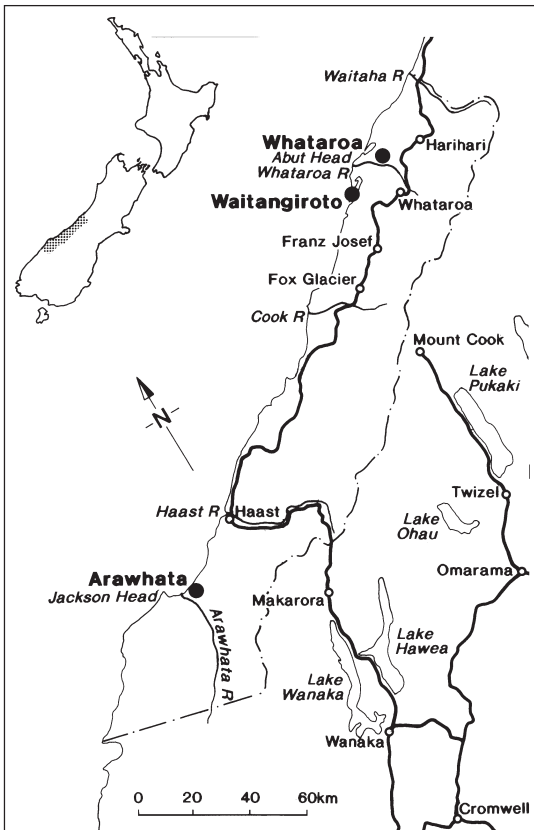 Waitaha R
Whataroa
Harihari
Abut Head
Whataroa R
Waitangiroto
Whataroa
Franz Josef
Fox Glacier
Cook R
Mount Cook
Lake
Pukaki
N
Twizel
Haast R
Haast
Lake
Ohau
Omarama
Arawhata
Jackson Head
Makarora
Arawhata R
Lake
Hawea
Lake
Wanaka
Wanaka
0 20 40 60km
Cromwell